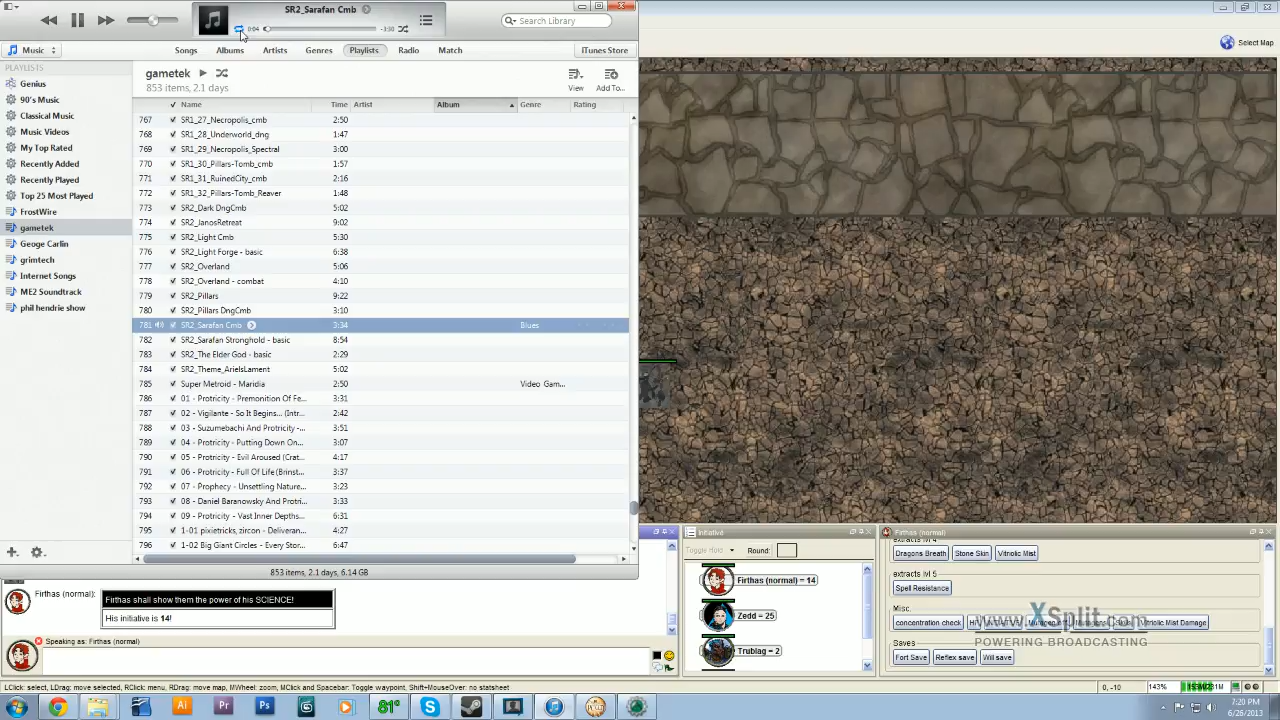 SR2_Sarafan Cmb
0:04
-3:30
Search Library
Music
Songs
Albums
Artists
Genres
Playlists
Radio
Match
iTunes Store
Select Map
PLAYLISTS
Genius
90's Music
Classical Music
Music Videos
My Top Rated
Recently Added
Recently Played
Top 25 Most Played
FrostWire
gametek
Geoge Carlin
grimtech
Internet Songs
ME2 Soundtrack
phil hendrie show
gametek
853 items, 2.1 days
View
Add To...
Name Time Artist Album Genre Rating
767 SR1_27_Necropolis_cmb 2:50
768 SR1_28_Underworld_dng 1:47
769 SR1_29_Necropolis_Spectral 3:00
770 SR1_30_Pillars-Tomb_cmb 1:57
771 SR1_31_RuinedCity_cmb 2:16
772 SR1_32_Pillars-Tomb_Reaver 1:48
773 SR2_Dark DngCmb 5:02
774 SR2_JanosRetreat 9:02
775 SR2_Light Cmb 5:30
776 SR2_Light Forge - basic 6:38
777 SR2_Overland 5:06
778 SR2_Overland - combat 4:10
779 SR2_Pillars 9:22
780 SR2_Pillars DngCmb 3:10
781 SR2_Sarafan Cmb 3:34 Blues
782 SR2_Sarafan Stronghold - basic 8:54
783 SR2_The Elder God - basic 2:29
784 SR2_Theme_ArielsLament 5:02
785 Super Metroid - Maridia 2:50 Video Gam...
786 01 - Protricity - Premonition Of Fe... 3:31
787 02 - Vigilante - So It Begins... (Intr... 2:42
788 03 - Suzumebachi And Protricity - ... 3:51
789 04 - Protricity - Putting Down On... 3:07
790 05 - Protricity - Evil Aroused (Crat... 4:17
791 06 - Protricity - Full Of Life (Brinst... 3:37
792 07 - Prophecy - Unsettling Nature... 3:23
793 08 - Daniel Baranowsky And Protri... 3:33
794 09 - Protricity - Vast Inner Depths... 6:31
795 1-01 pixietricks, zircon - Deliveran... 4:27
796 1-02 Big Giant Circles - Every Stor... 6:47
853 items, 2.1 days, 6.14 GB
Firthas (normal):
Firthas shall show them the power of his SCIENCE!
His initiative is 14!
Speaking as: Firthas (normal)
Initiative
Toggle Hold
Round:
Firthas (normal) = 14
Zedd = 25
Trublag = 2
Firthas (normal)
extracts lvl 4
Dragons Breath
Stone Skin
Vitriolic Mist
extracts lvl 5
Spell Resistance
Misc.
concentration check
Vitriolic Mist Damage
www.XSplit.com
POWERING BROADCASTING
Saves
Fort Save
Reflex save
Will save
LClick: select, LDrag: move selected, RClick: menu, RDrag: move map, MWheel: zoom, MClick and Spacebar: Toggle waypoint, Shift+MouseOver: no statsheet
0, -10
143%
81°
7:20 PM
6/26/2013